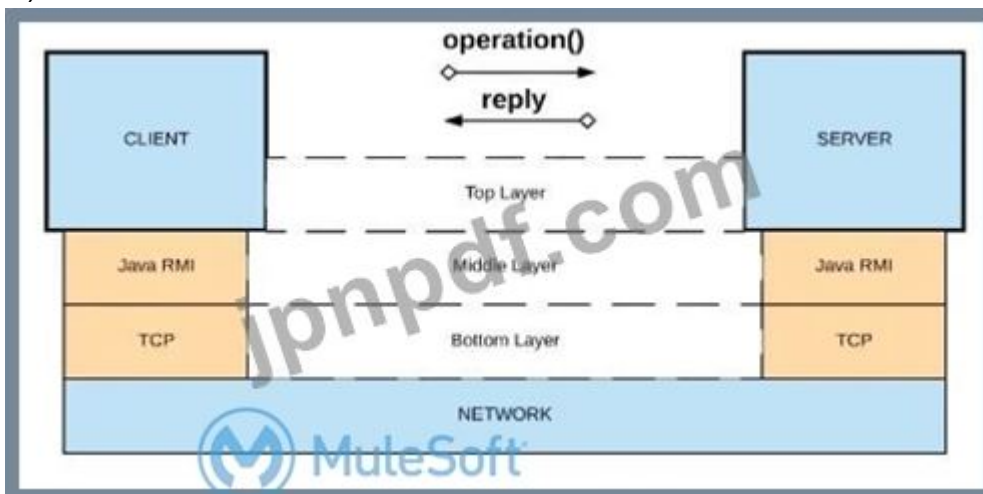 operation()
reply
CLIENT
SERVER
Top Layer
Java RMI
Middle Layer
Java RMI
TCP
Bottom Layer
TCP
NETWORK
jpnpdf.com
MuleSoft